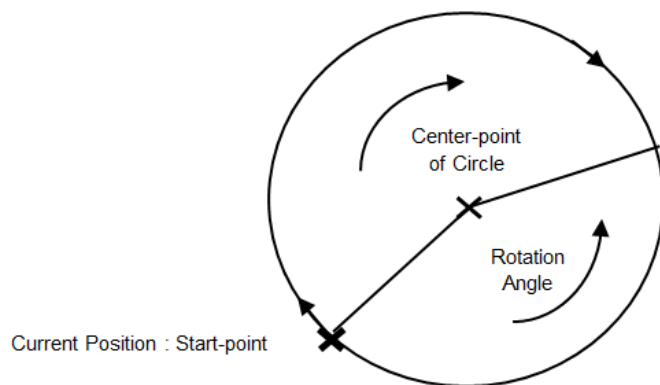 Center-point
of Circle
Rotation
Angle
Current Position : Start-point